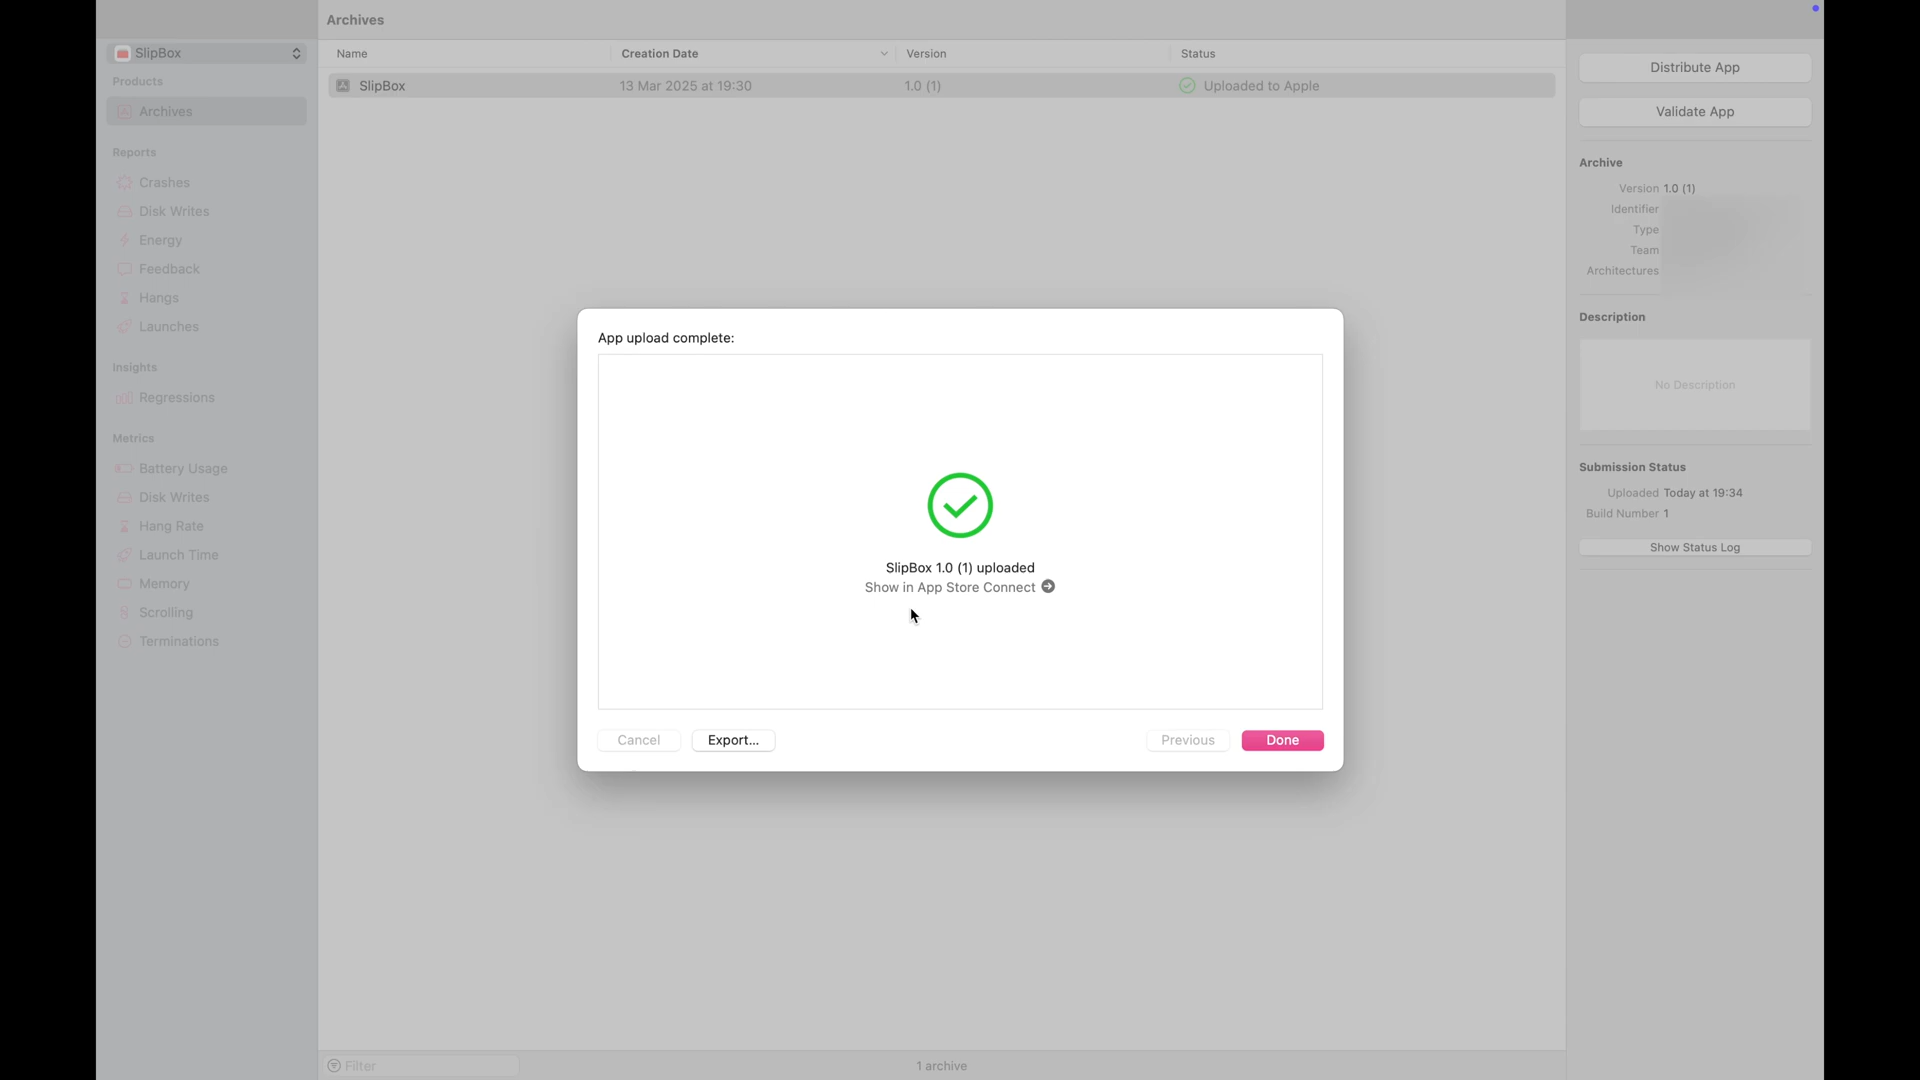 Archives
SlipBox
Products
Archives
Reports
Crashes
Disk Writes
Energy
Feedback
Hangs
Launches
Insights
Regressions
Metrics
Battery Usage
Disk Writes
Hang Rate
Launch Time
Memory
Scrolling
Terminations
Name Creation Date Version Status
SlipBox 13 Mar 2025 at 19:30 1.0 (1) Uploaded to Apple
App upload complete:
SlipBox 1.0 (1) uploaded
Show in App Store Connect
Cancel Export... Previous Done
Filter
1 archive
Distribute App
Validate App
Archive
Version 1.0 (1)
Identifier
Type
Team
Architectures
Description
No Description
Submission Status
Uploaded Today at 19:34
Build Number 1
Show Status Log